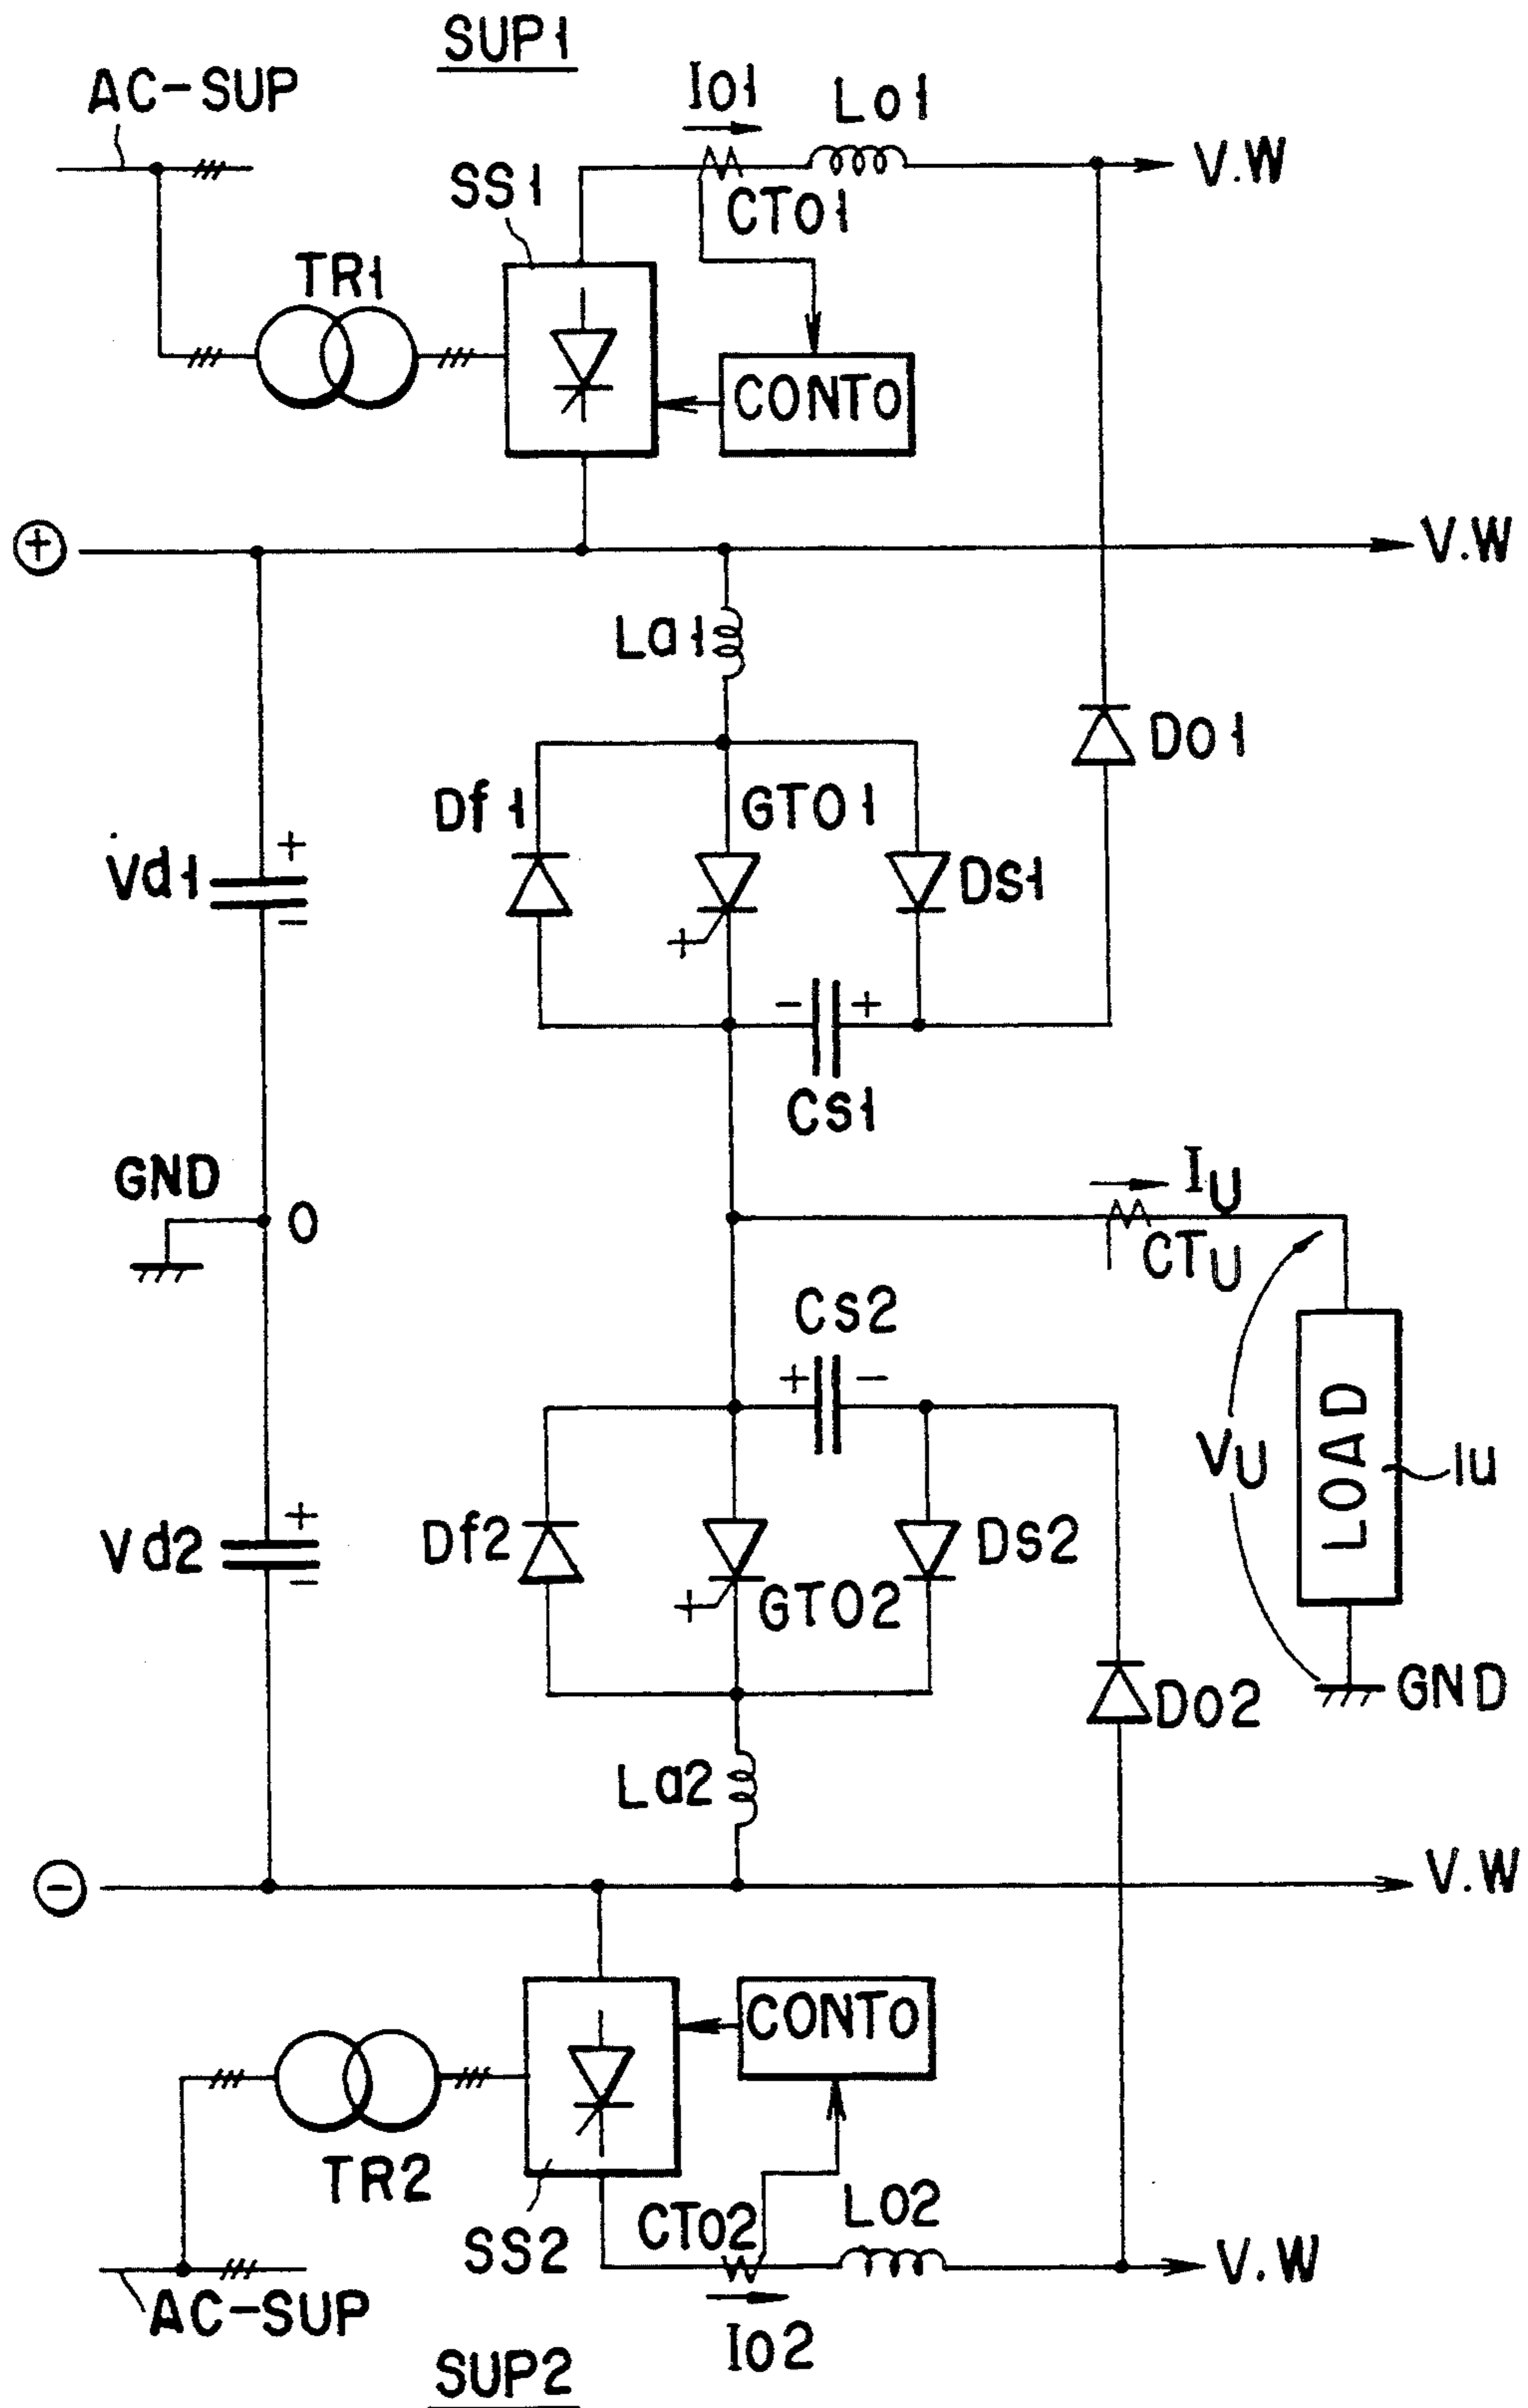 SUP1
AC-SUP
Io1
Lo1
V.W
SS1
CTo1
TR1
CONTo
+
V.W
La1
Do1
Df1
GTO1
Vd1
+
-
Ds1
+
- +
Cs1
GND
O
IU
CTU
Cs2
+ -
LOAD
VU
1u
Vd2
+
-
Df2
Ds2
+
GTO2
GND
Do2
La2
-
V.W
CONTo
TR2
Lo2
CTo2
SS2
V.W
AC-SUP
Io2
SUP2